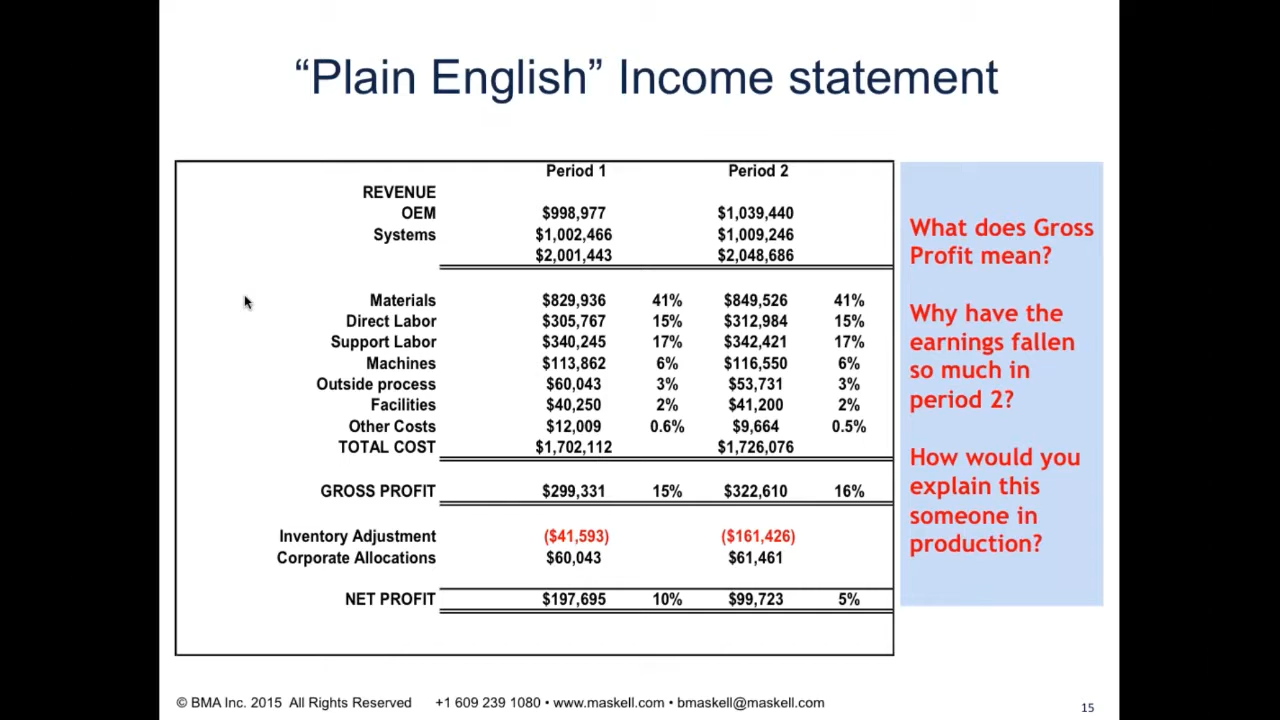 “Plain English” Income statement
Period 1 Period 2
REVENUE
OEM $998,977 $1,039,440
Systems $1,002,466 $1,009,246
$2,001,443 $2,048,686
Materials $829,936 41% $849,526 41%
Direct Labor $305,767 15% $312,984 15%
Support Labor $340,245 17% $342,421 17%
Machines $113,862 6% $116,550 6%
Outside process $60,043 3% $53,731 3%
Facilities $40,250 2% $41,200 2%
Other Costs $12,009 0.6% $9,664 0.5%
TOTAL COST $1,702,112 $1,726,076
GROSS PROFIT $299,331 15% $322,610 16%
Inventory Adjustment ($41,593) ($161,426)
Corporate Allocations $60,043 $61,461
NET PROFIT $197,695 10% $99,723 5%
What does Gross
Profit mean?
Why have the
earnings fallen
so much in
period 2?
How would you
explain this
someone in
production?
© BMA Inc. 2015 All Rights Reserved +1 609 239 1080 • www.maskell.com • bmaskell@maskell.com
15